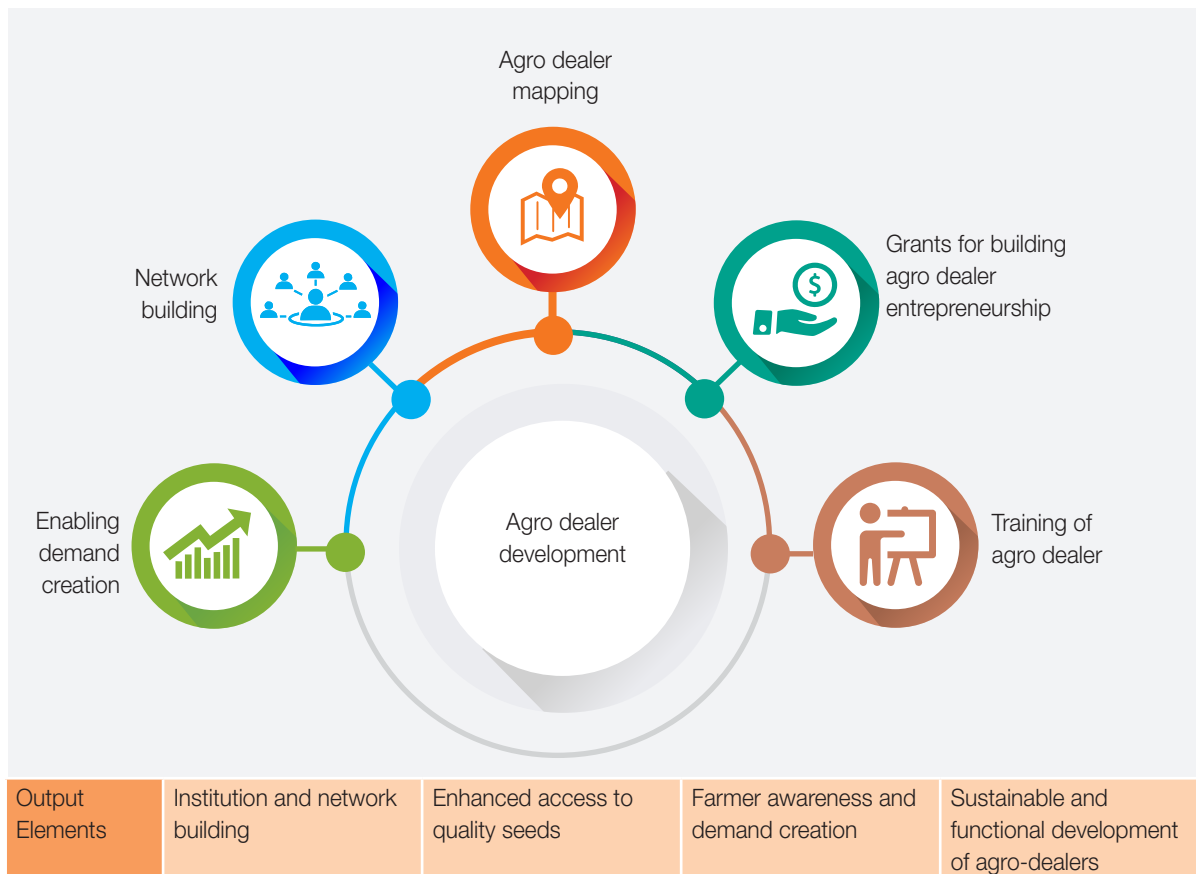 Agro dealer
mapping
Network
building
Grants for building
agro dealer
entrepreneurship
$
Enabling
demand
creation
Agro dealer
development
Training of
agro dealer
Output
Elements
Institution and network
building
Enhanced access to
quality seeds
Farmer awareness and
demand creation
Sustainable and
functional development
of agro-dealers